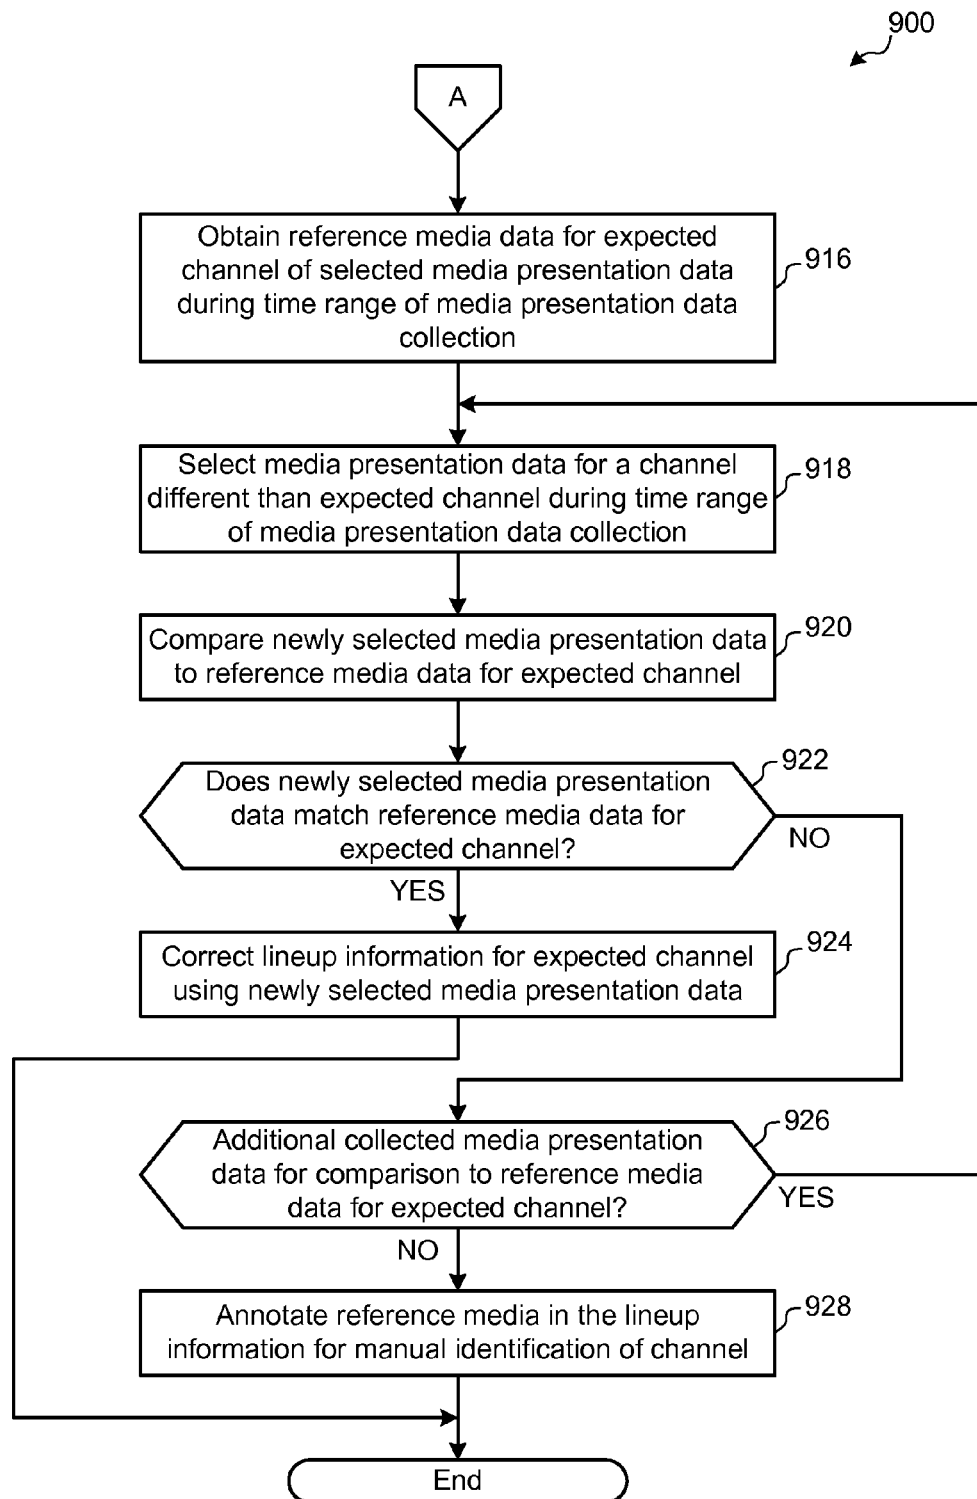 900
A
Obtain reference media data for expected
channel of selected media presentation data
during time range of media presentation data
collection
916
Select media presentation data for a channel
different than expected channel during time range
of media presentation data collection
918
Compare newly selected media presentation data
to reference media data for expected channel
920
Does newly selected media presentation
data match reference media data for
expected channel?
922
NO
YES
Correct lineup information for expected channel
using newly selected media presentation data
924
Additional collected media presentation
data for comparison to reference media
data for expected channel?
926
YES
NO
Annotate reference media in the lineup
information for manual identification of channel
928
End